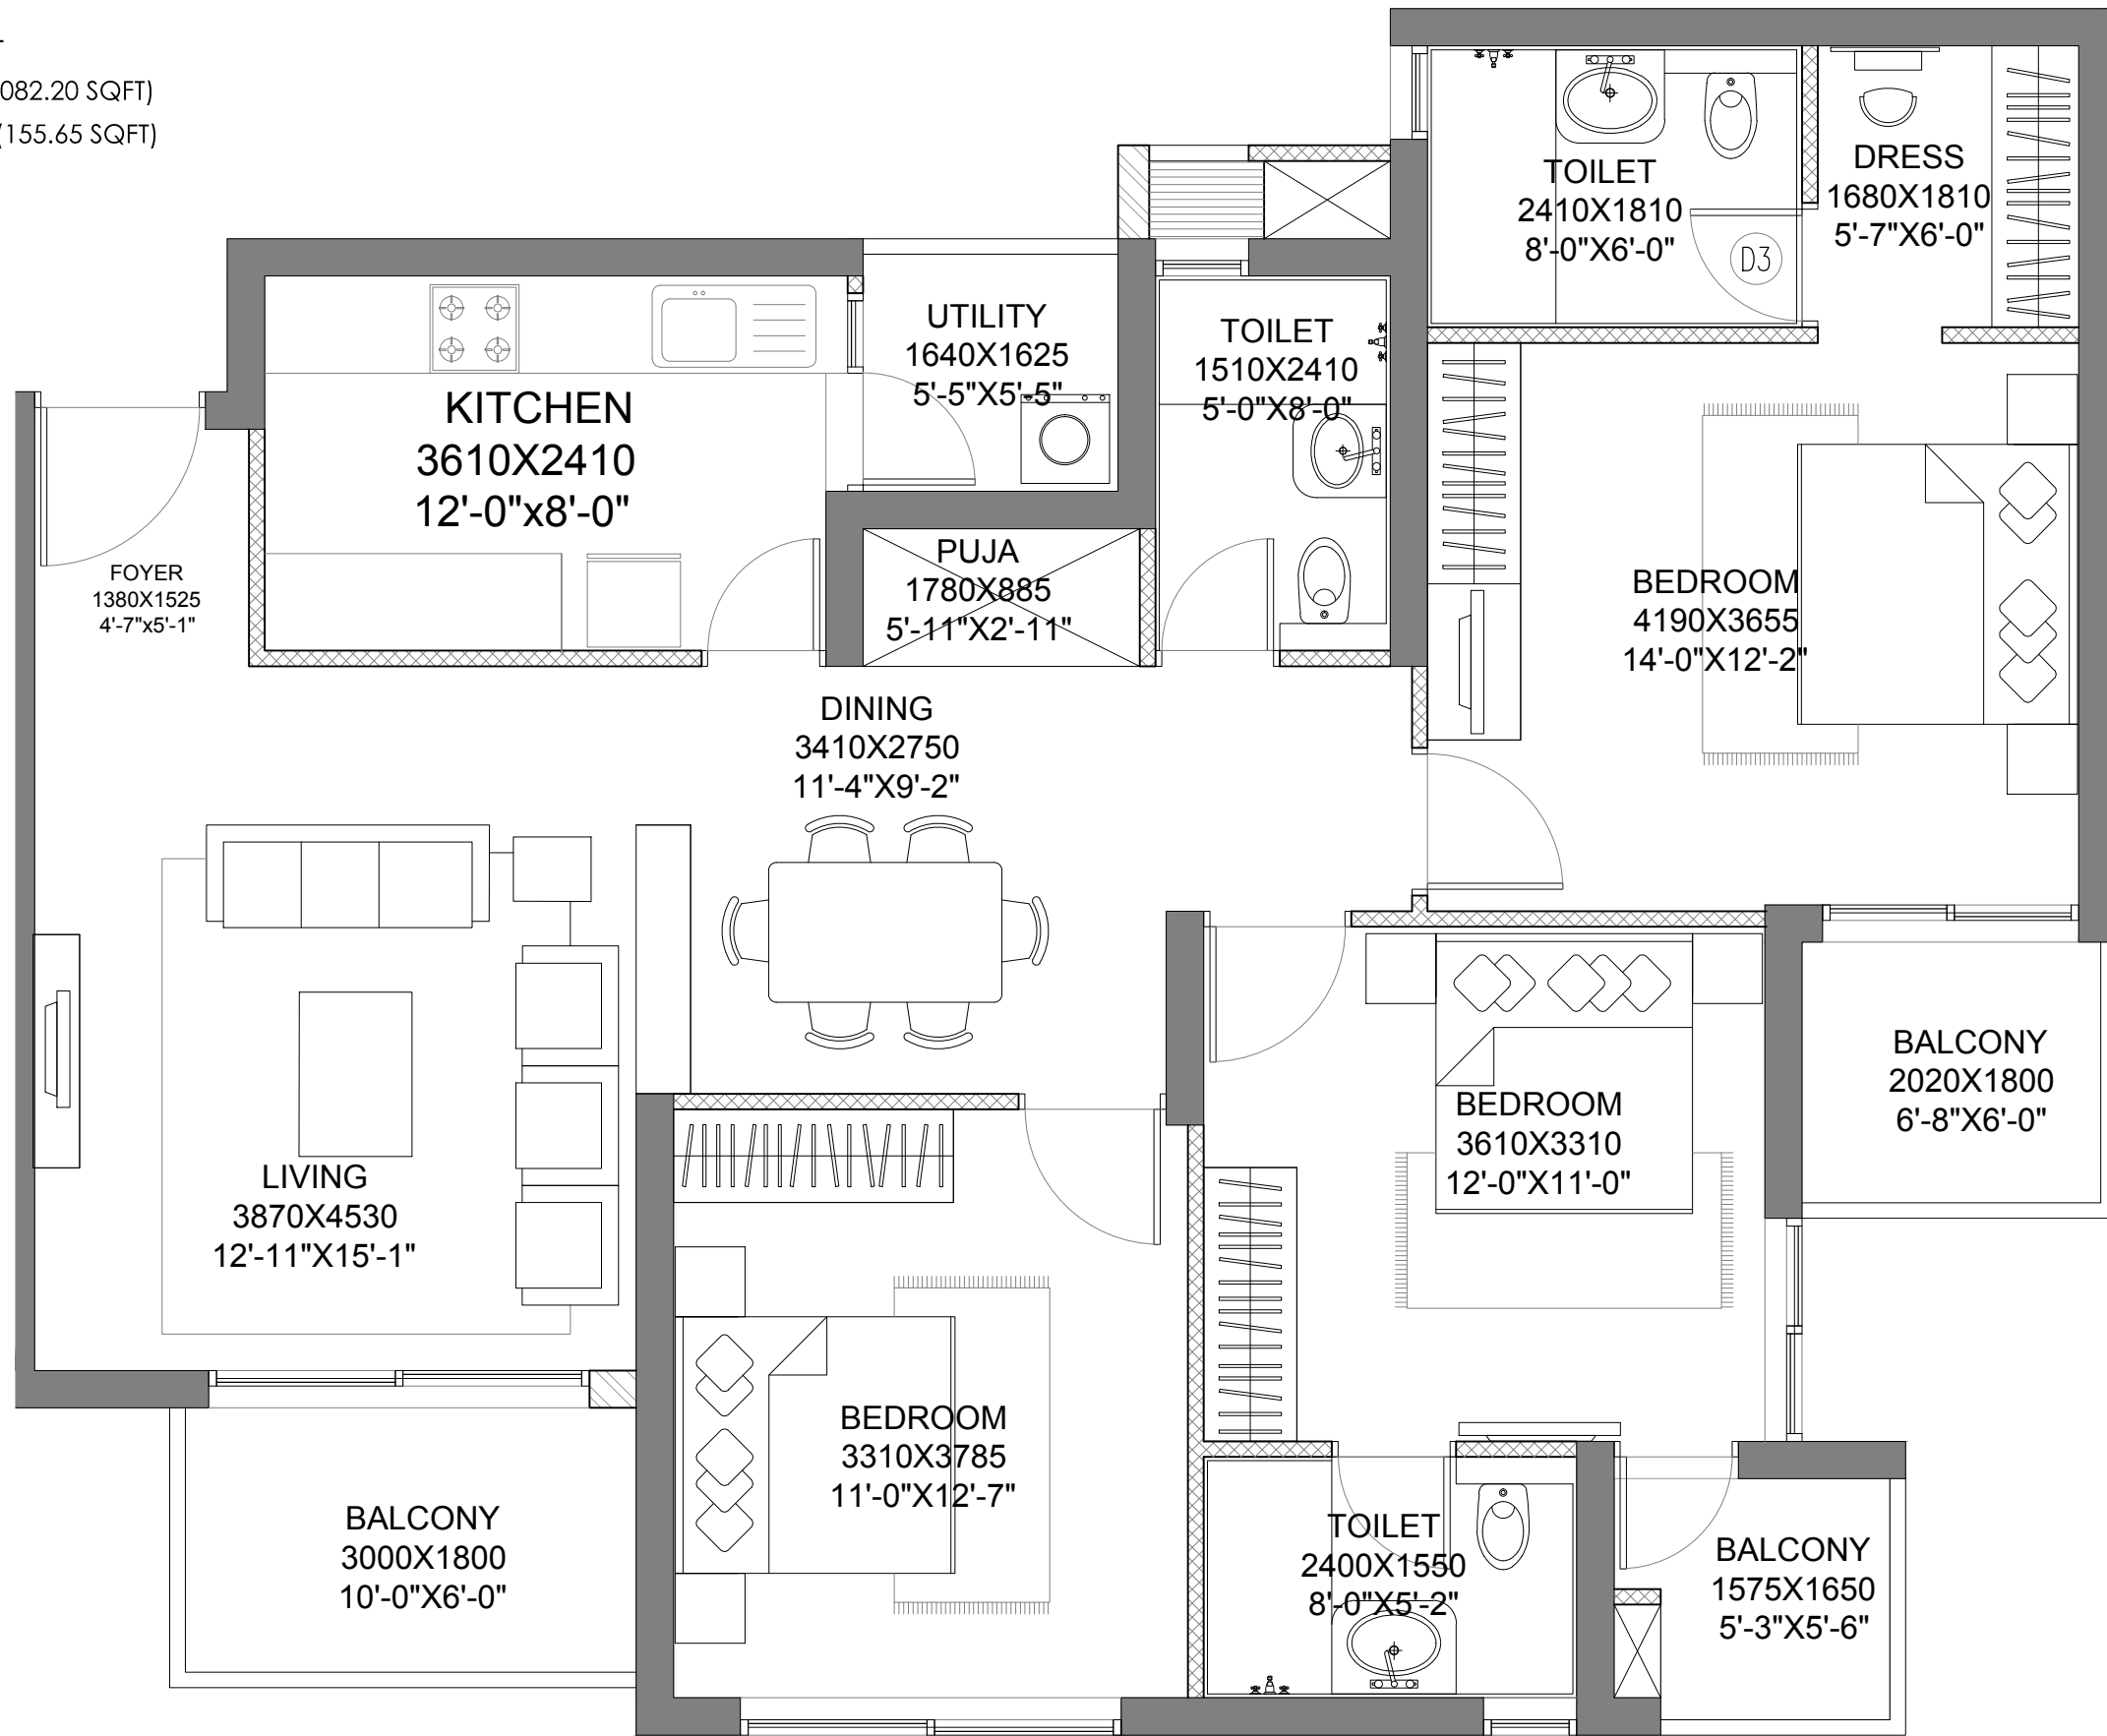 082.20 SQFT)
(155.65 SQFT)
TOILET
2410X1810
8'-0"X6'-0"
D3
DRESS
1680X1810
5'-7"X6'-0"
UTILITY
1640X1625
5'-5"X5'-5"
TOILET
1510X2410
5'-0"X8'-0"
KITCHEN
3610X2410
12'-0"x8'-0"
FOYER
1380X1525
4'-7"x5'-1"
PUJA
1780X885
5'-11"X2'-11"
BEDROOM
4190X3655
14'-0"X12'-2"
DINING
3410X2750
11'-4"X9'-2"
BALCONY
2020X1800
6'-8"X6'-0"
BEDROOM
3610X3310
12'-0"X11'-0"
LIVING
3870X4530
12'-11"X15'-1"
BEDROOM
3310X3785
11'-0"X12'-7"
BALCONY
3000X1800
10'-0"X6'-0"
TOILET
2400X1550
8'-0"X5'-2"
BALCONY
1575X1650
5'-3"X5'-6"